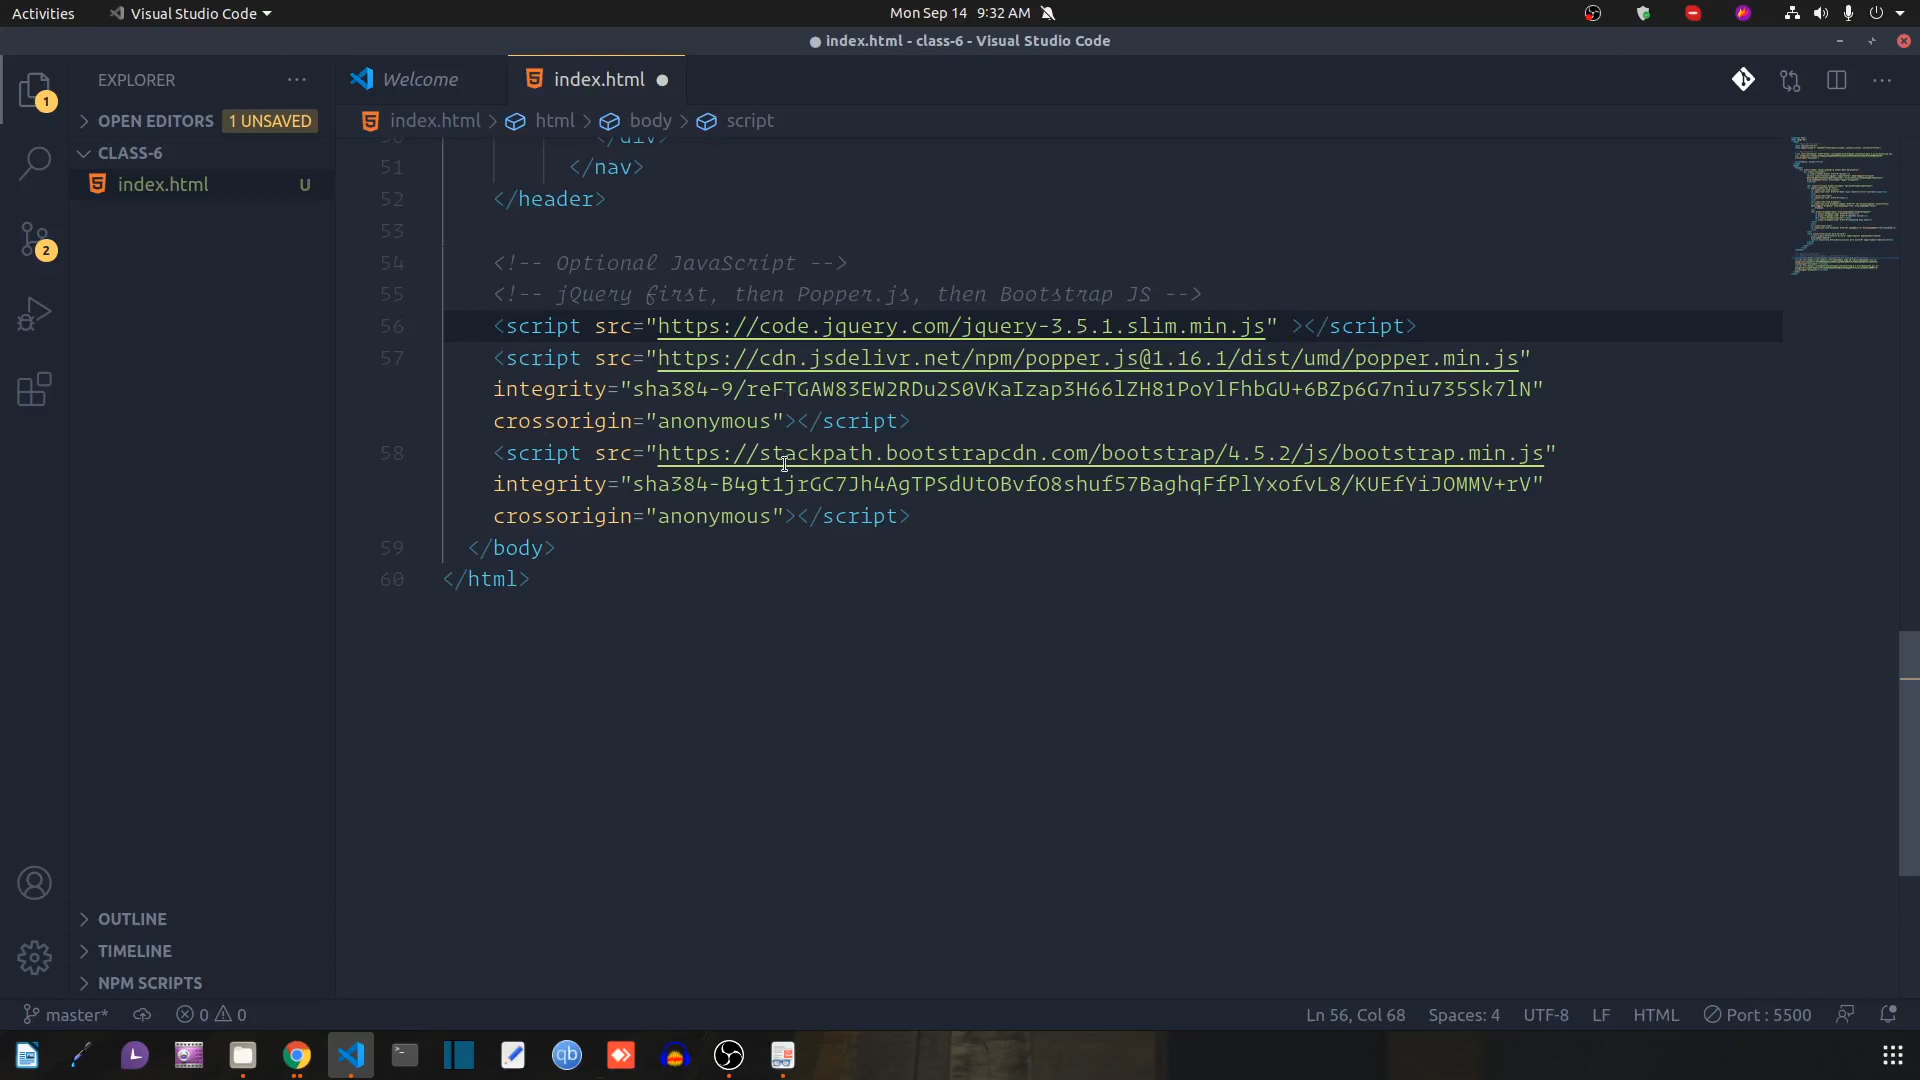 Activities
Visual Studio Code
Mon Sep 14 9:32 AM
● index.html - class-6 - Visual Studio Code
EXPLORER
1
OPEN EDITORS
1 UNSAVED
CLASS-6
index.html
U
2
Welcome
index.html
index.html > html > body > script
50 </div>
51 </nav>
52 </header>
53
54 <!-- Optional JavaScript -->
55 <!-- jQuery first, then Popper.js, then Bootstrap JS -->
56 <script src="https://code.jquery.com/jquery-3.5.1.slim.min.js" ></script>
57 <script src="https://cdn.jsdelivr.net/npm/popper.js@1.16.1/dist/umd/popper.min.js"
integrity="sha384-9/reFTGAW83EW2RDu2S0VKaIzap3H66lZH81PoYlFhbGU+6BZp6G7niu735Sk7lN"
crossorigin="anonymous"></script>
58 <script src="https://stackpath.bootstrapcdn.com/bootstrap/4.5.2/js/bootstrap.min.js"
integrity="sha384-B4gt1jrGC7Jh4AgTPSdUtOBvfO8shuf57BaghqFfPlYxofvL8/KUEfYiJOMMV+rV"
crossorigin="anonymous"></script>
59 </body>
60 </html>
OUTLINE
TIMELINE
NPM SCRIPTS
master*
0
0
Ln 56, Col 68
Spaces: 4
UTF-8
LF
HTML
Port : 5500
qb